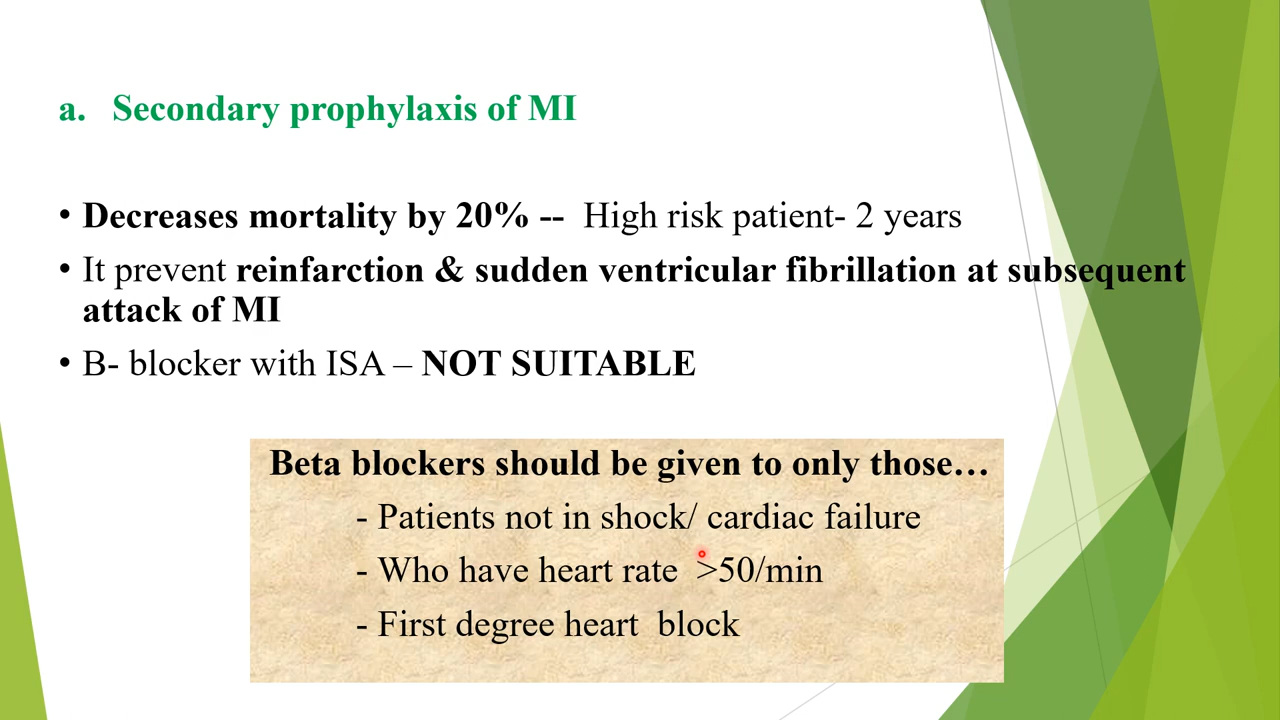 a. Secondary prophylaxis of MI
• Decreases mortality by 20% -- High risk patient- 2 years
• It prevent reinfarction & sudden ventricular fibrillation at subsequent
attack of MI
• B- blocker with ISA – NOT SUITABLE
Beta blockers should be given to only those…
- Patients not in shock/ cardiac failure
- Who have heart rate >50/min
- First degree heart block